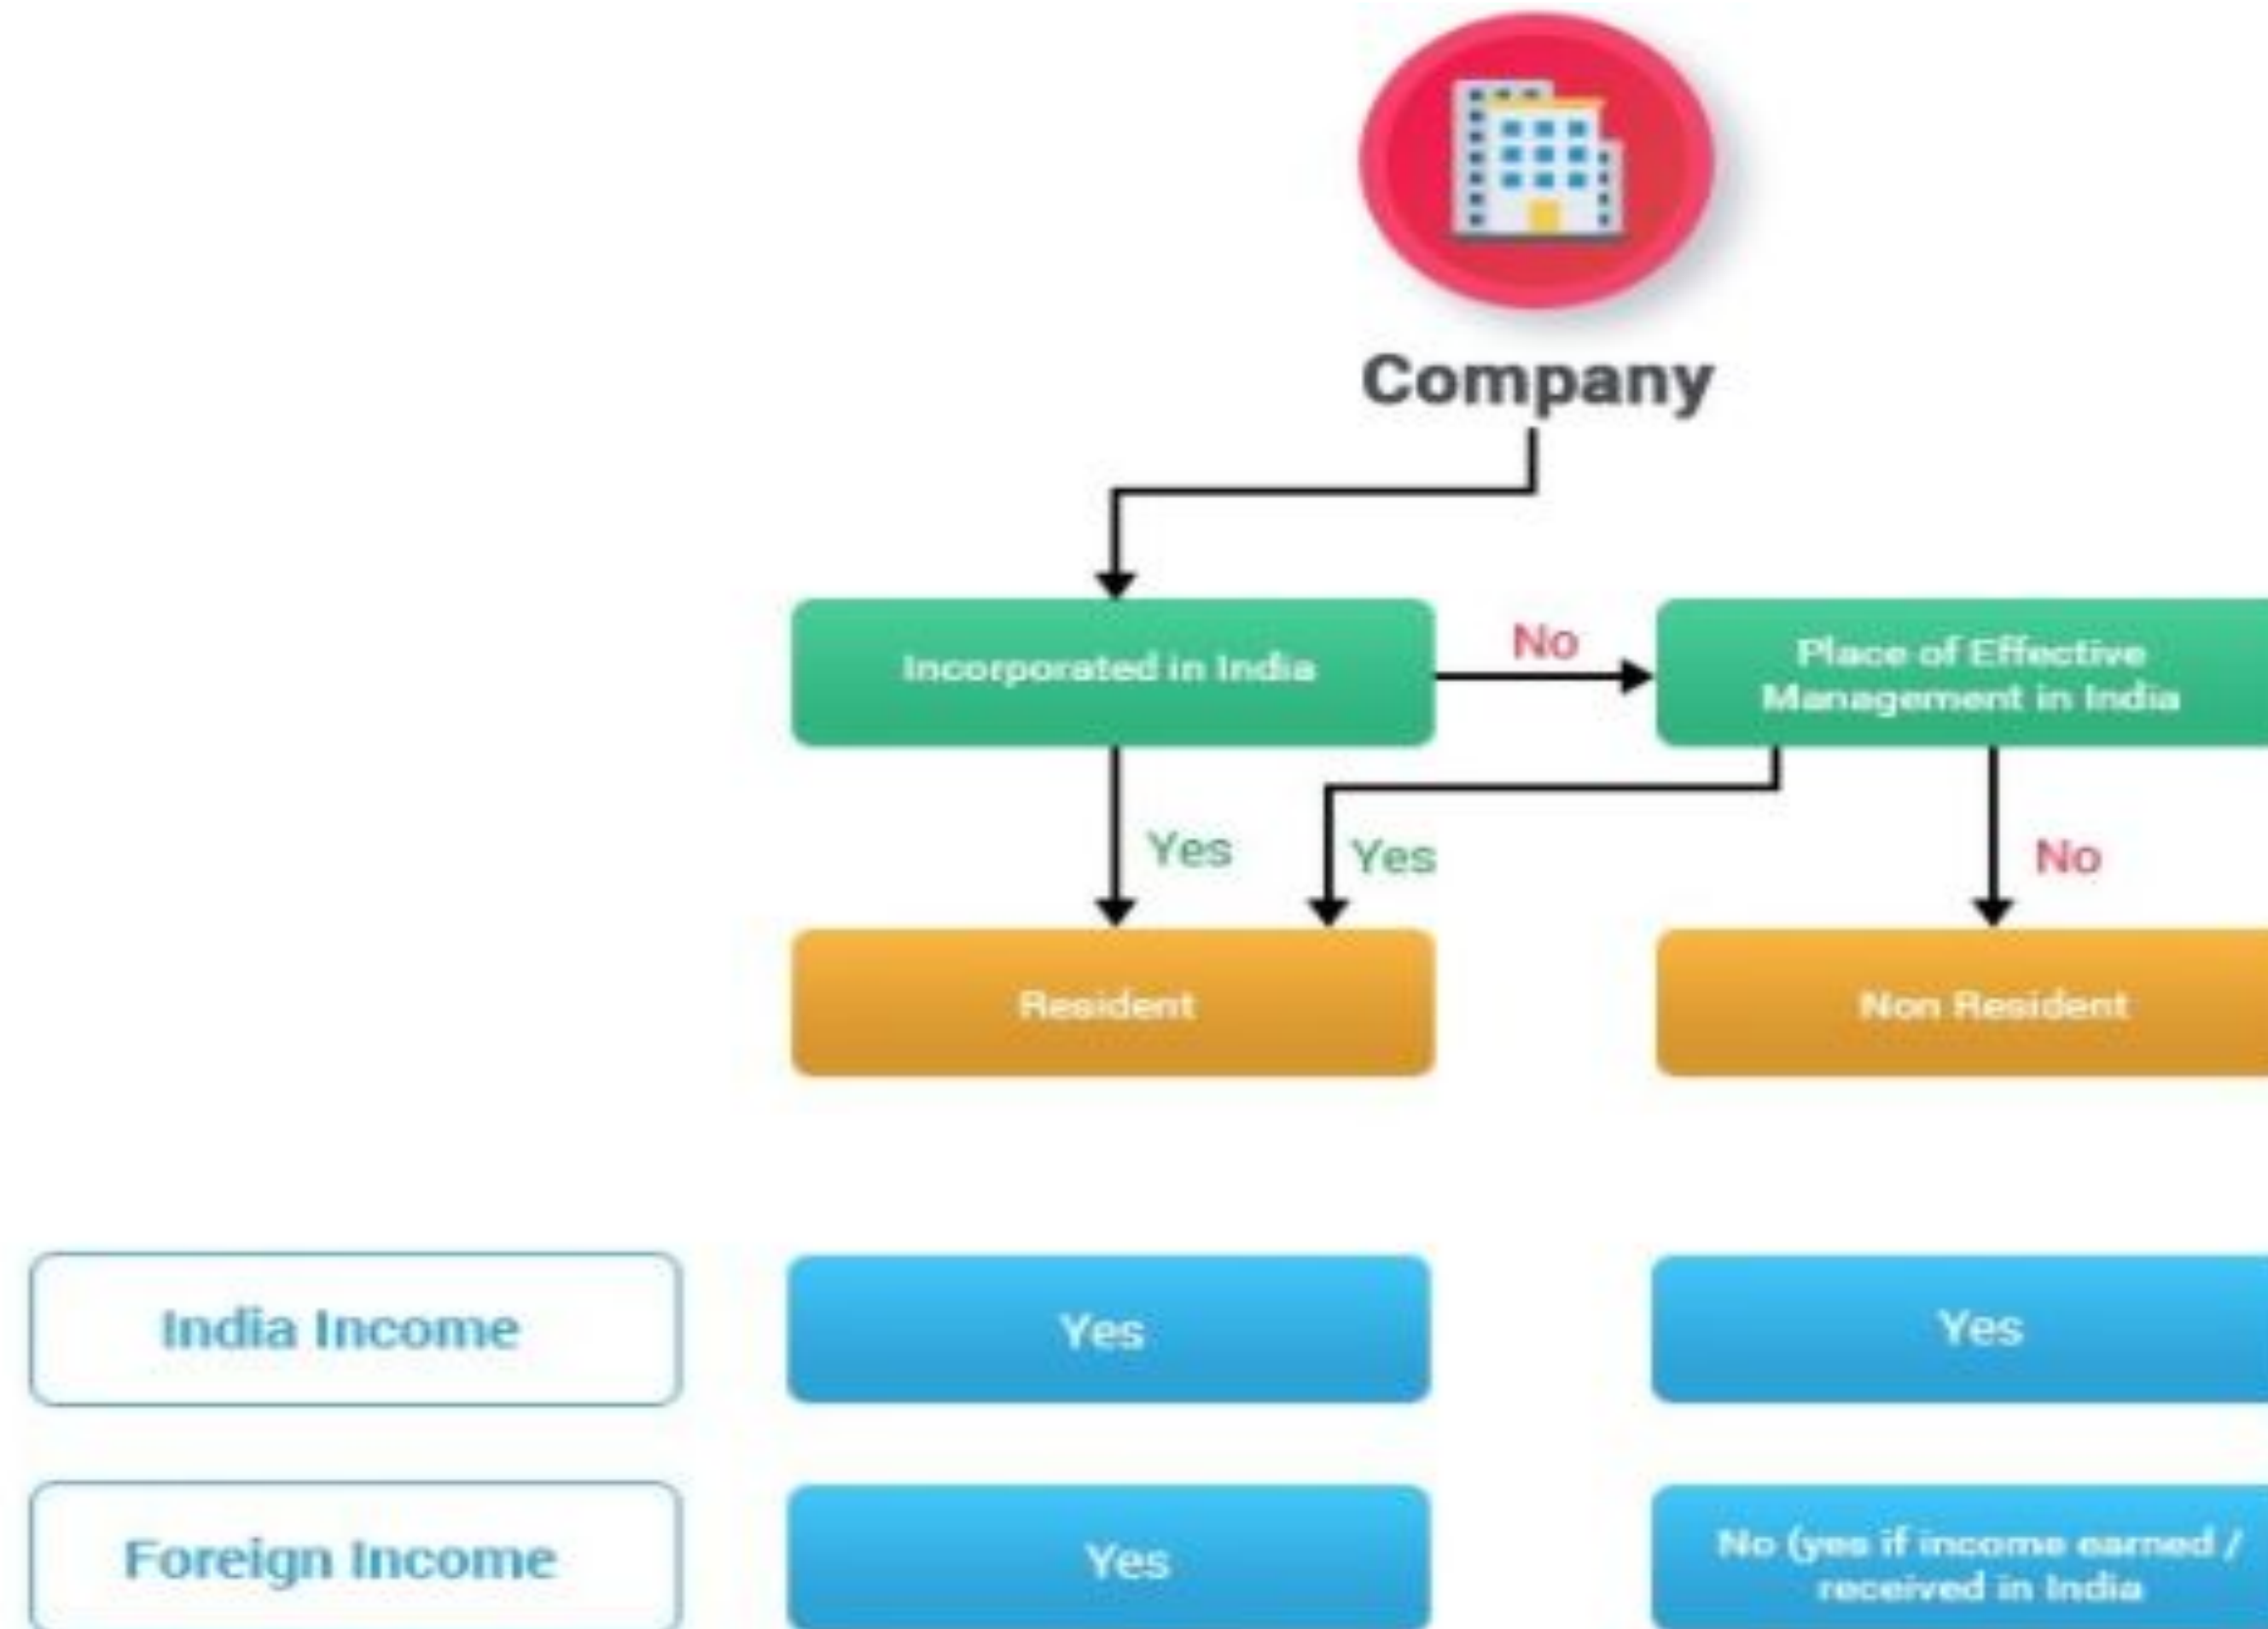 Company
Incorporated in India
No
Place of Effective
Management in India
Yes
Yes
No
Resident
Non Resident
India Income
Yes
Yes
Foreign Income
Yes
No (yes if income earned /
received in India